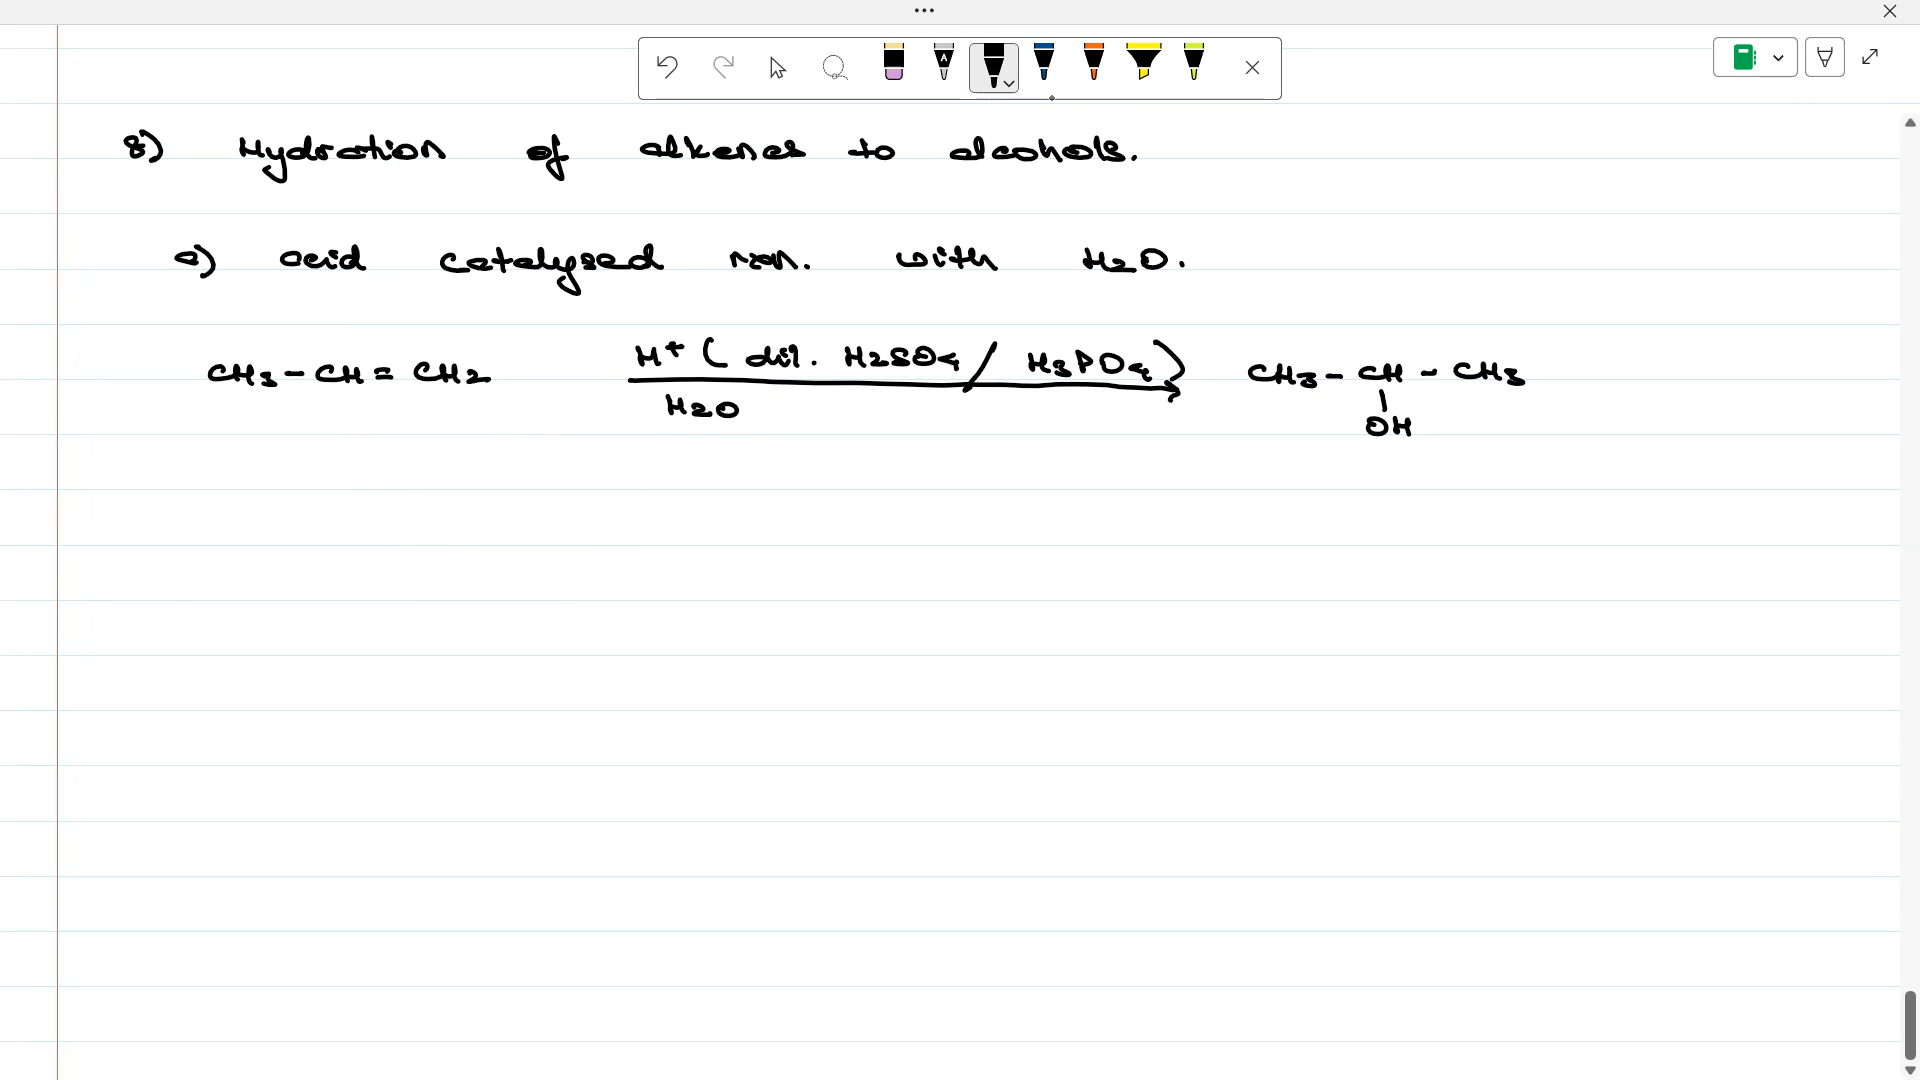 8) Hydration of alkenes to alcohols.
a) acid catalyzed rxn. with H2O.
CH3 - CH = CH2 H+ ( dil. H2SO4 / H3PO4 ) CH3 - CH - CH3
H2O
OH